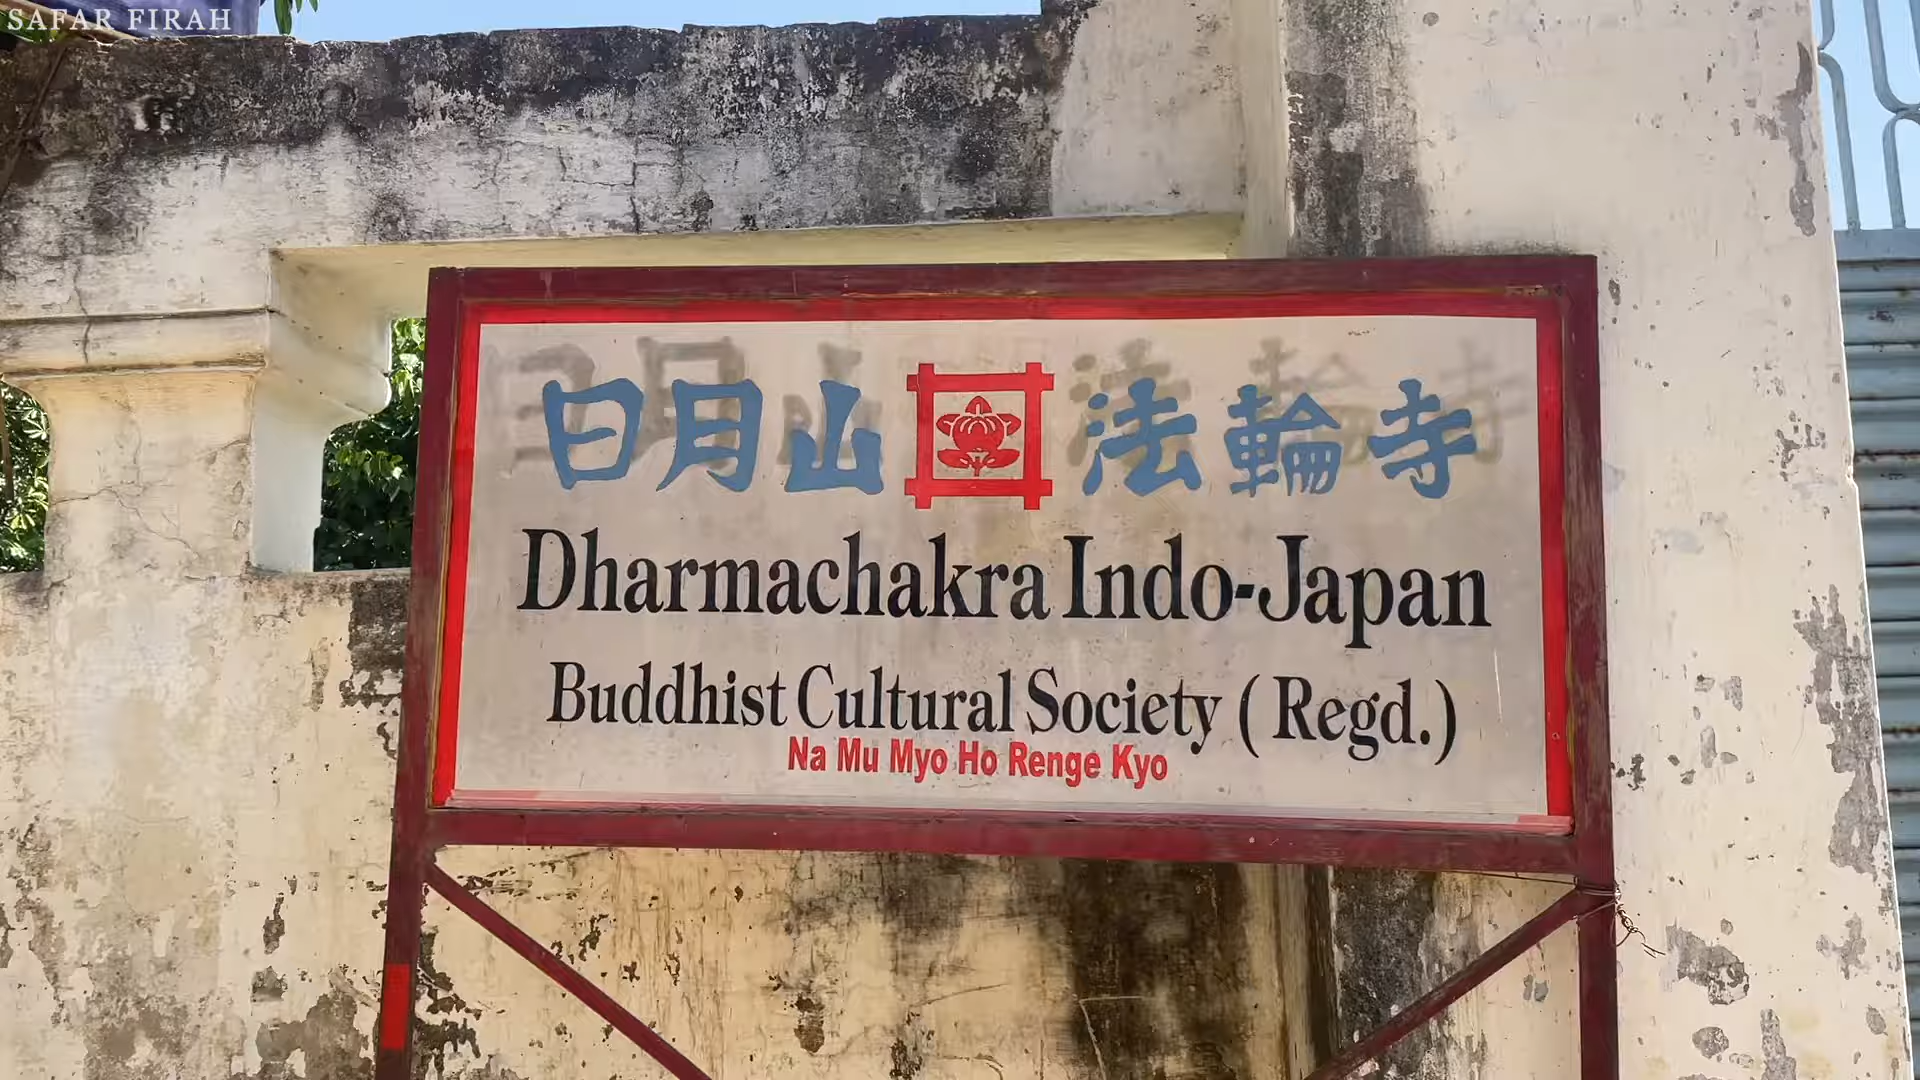 SAFAR FIRAH
日月山 法輪寺
Dharmachakra Indo-Japan
Buddhist Cultural Society ( Regd.)
Na Mu Myo Ho Renge Kyo